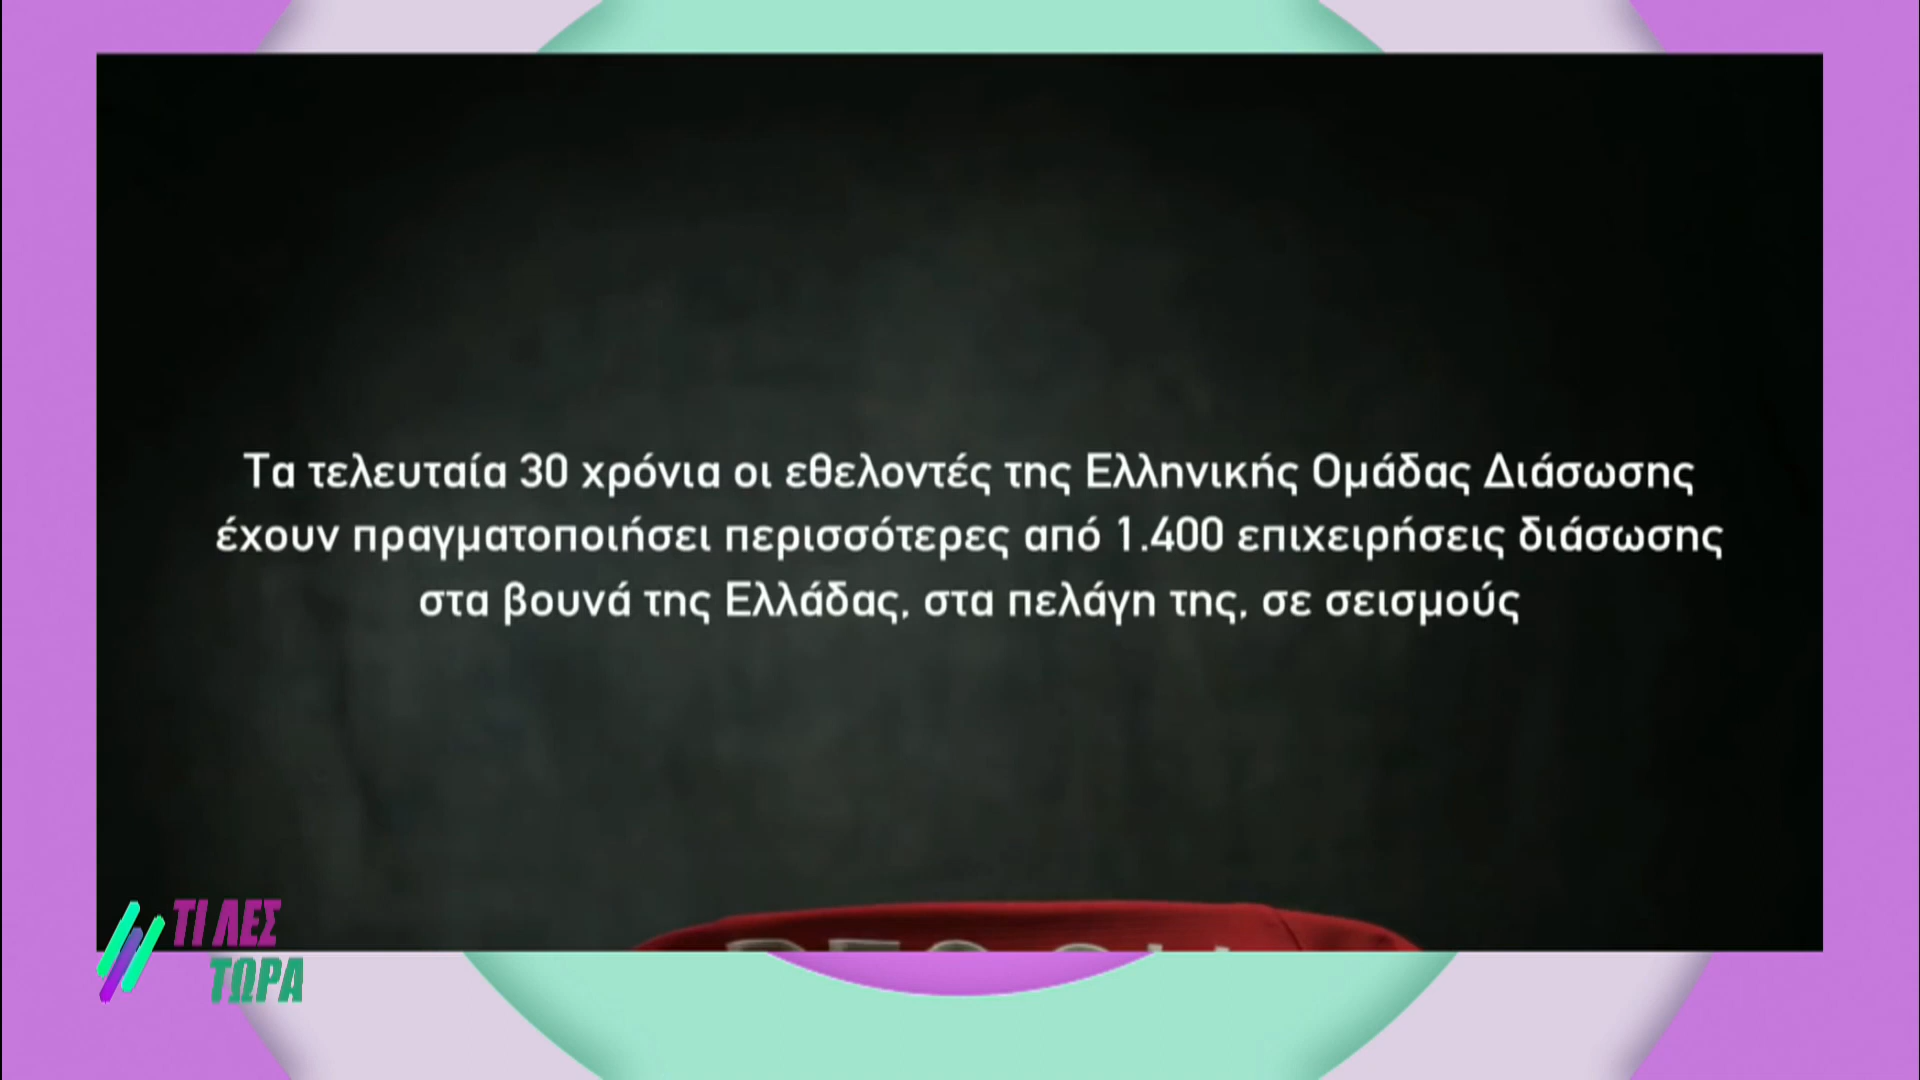 Τα τελευταία 30 χρόνια οι εθελοντές της Ελληνικής Ομάδας Διάσωσης
έχουν πραγματοποιήσει περισσότερες από 1.400 επιχειρήσεις διάσωσης
στα βουνά της Ελλάδας, στα πελάγη της, σε σεισμούς
ΤΙ ΛΕΣ
ΤΩΡΑ